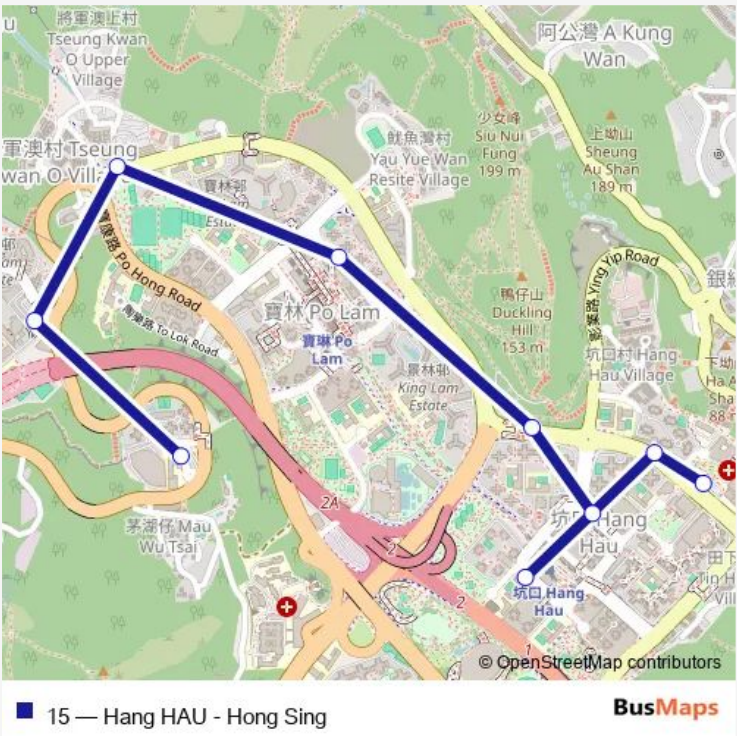 將軍澳上村
Tseung Kwan
O Upper
Village
阿公灣 A Kung
Wan
少女峰
Siu Nui
Fung
199 m
上坳山
Sheung
Au Shan
189 m
魷魚灣村
Yau Yue Wan
Resite Village
軍澳村 Tseung
wan O Villa
寶林邨
Esta
寶康路 Po Hong Road
陶樂路 To Lok Road
寶林 Po Lam
寶琳 Po
Lam
景林邨
King Lam
Estate
鴨仔山
Duckling
Hill
153 m
影業路 Ying Yip Road
銀線
坑口村 Hang
Hau Village
下坳
Ha A
Sha
88 m
2A
2
2
1
茅湖仔 Mau
Wu Tsai
坑口 Hang
Hau
坑口 Hang
Hau
田下
Tin H
Vill
© OpenStreetMap contributors
15 — Hang HAU - Hong Sing
BusMaps